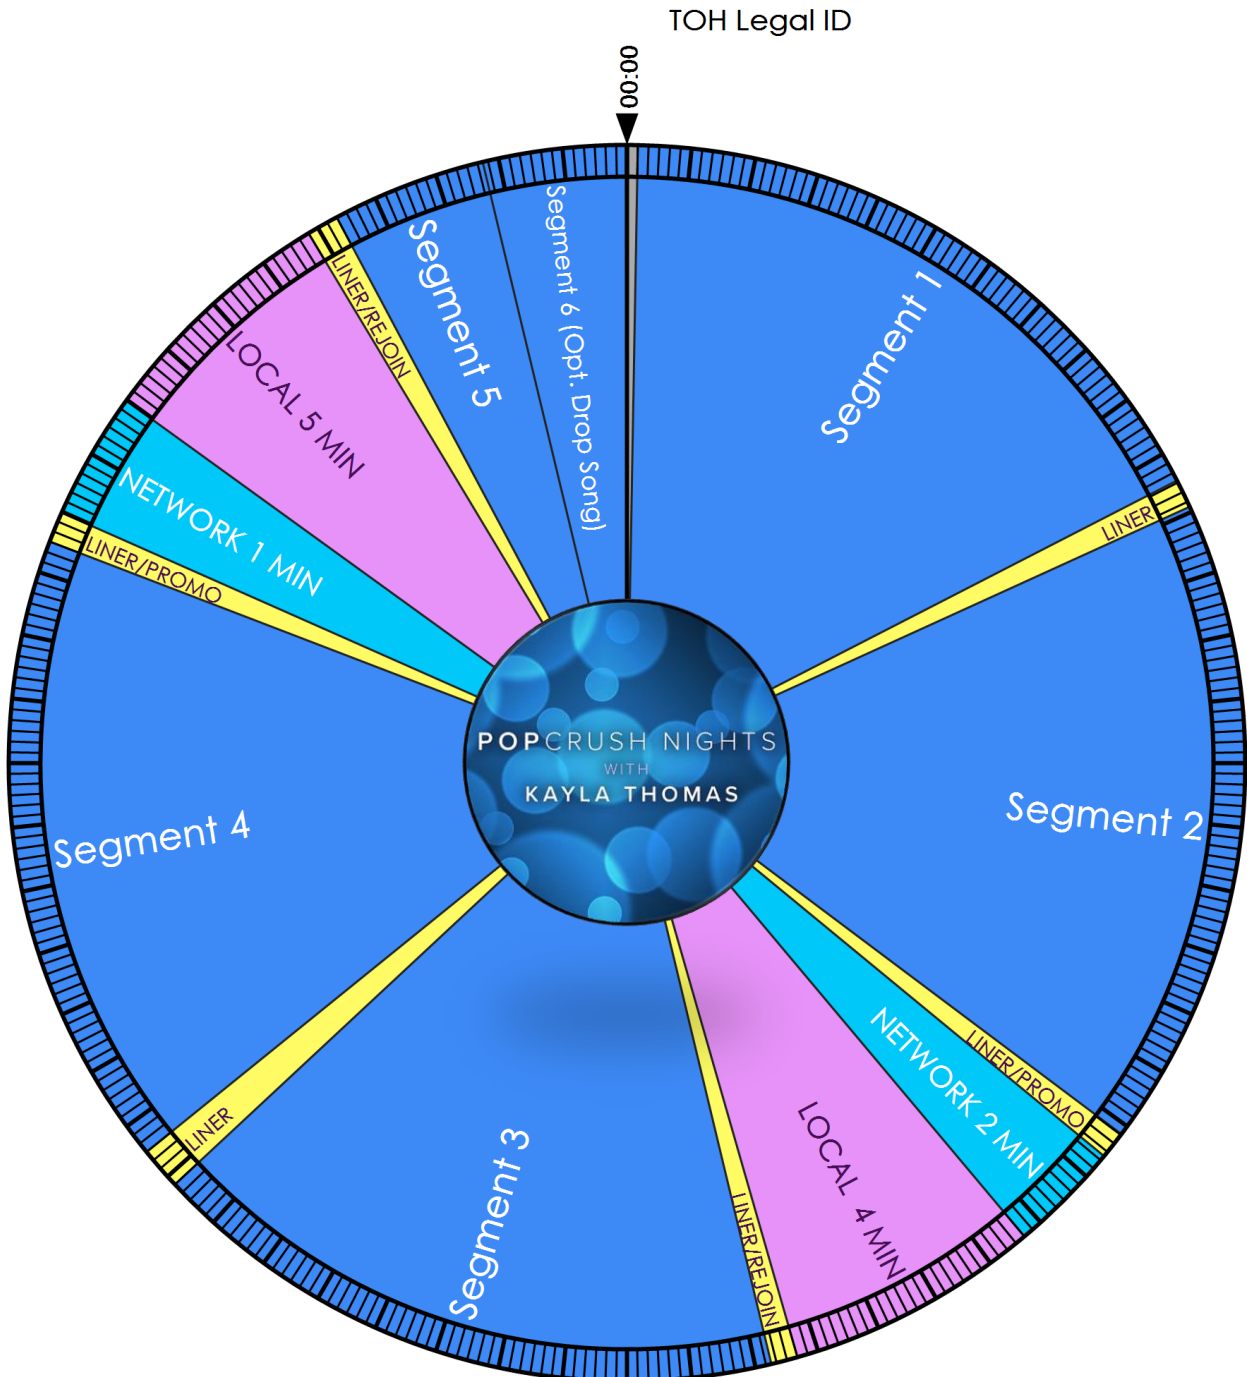 TOH Legal ID
00:00
Segment 1
LINER
Segment 2
LINER/PROMO
NETWORK 2 MIN
LOCAL 4 MIN
LINER/REJOIN
Segment 3
LINER
Segment 4
LINER/PROMO
NETWORK 1 MIN
LOCAL 5 MIN
LINER/REJOIN
Segment 5
Segment 6 (Opt. Drop Song)
POPCRUSH NIGHTS
WITH
KAYLA THOMAS